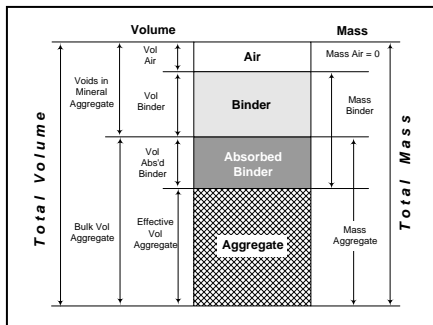 Volume
Mass
Vol
Air
Air
Mass Air = 0
Voids in
Mineral
Aggregate
Vol
Binder
Binder
Mass
Binder
Vol
Abs'd
Binder
Absorbed
Binder
Bulk Vol
Aggregate
Effective
Vol
Aggregate
Aggregate
Mass
Aggregate
Total Volume
Total Mass